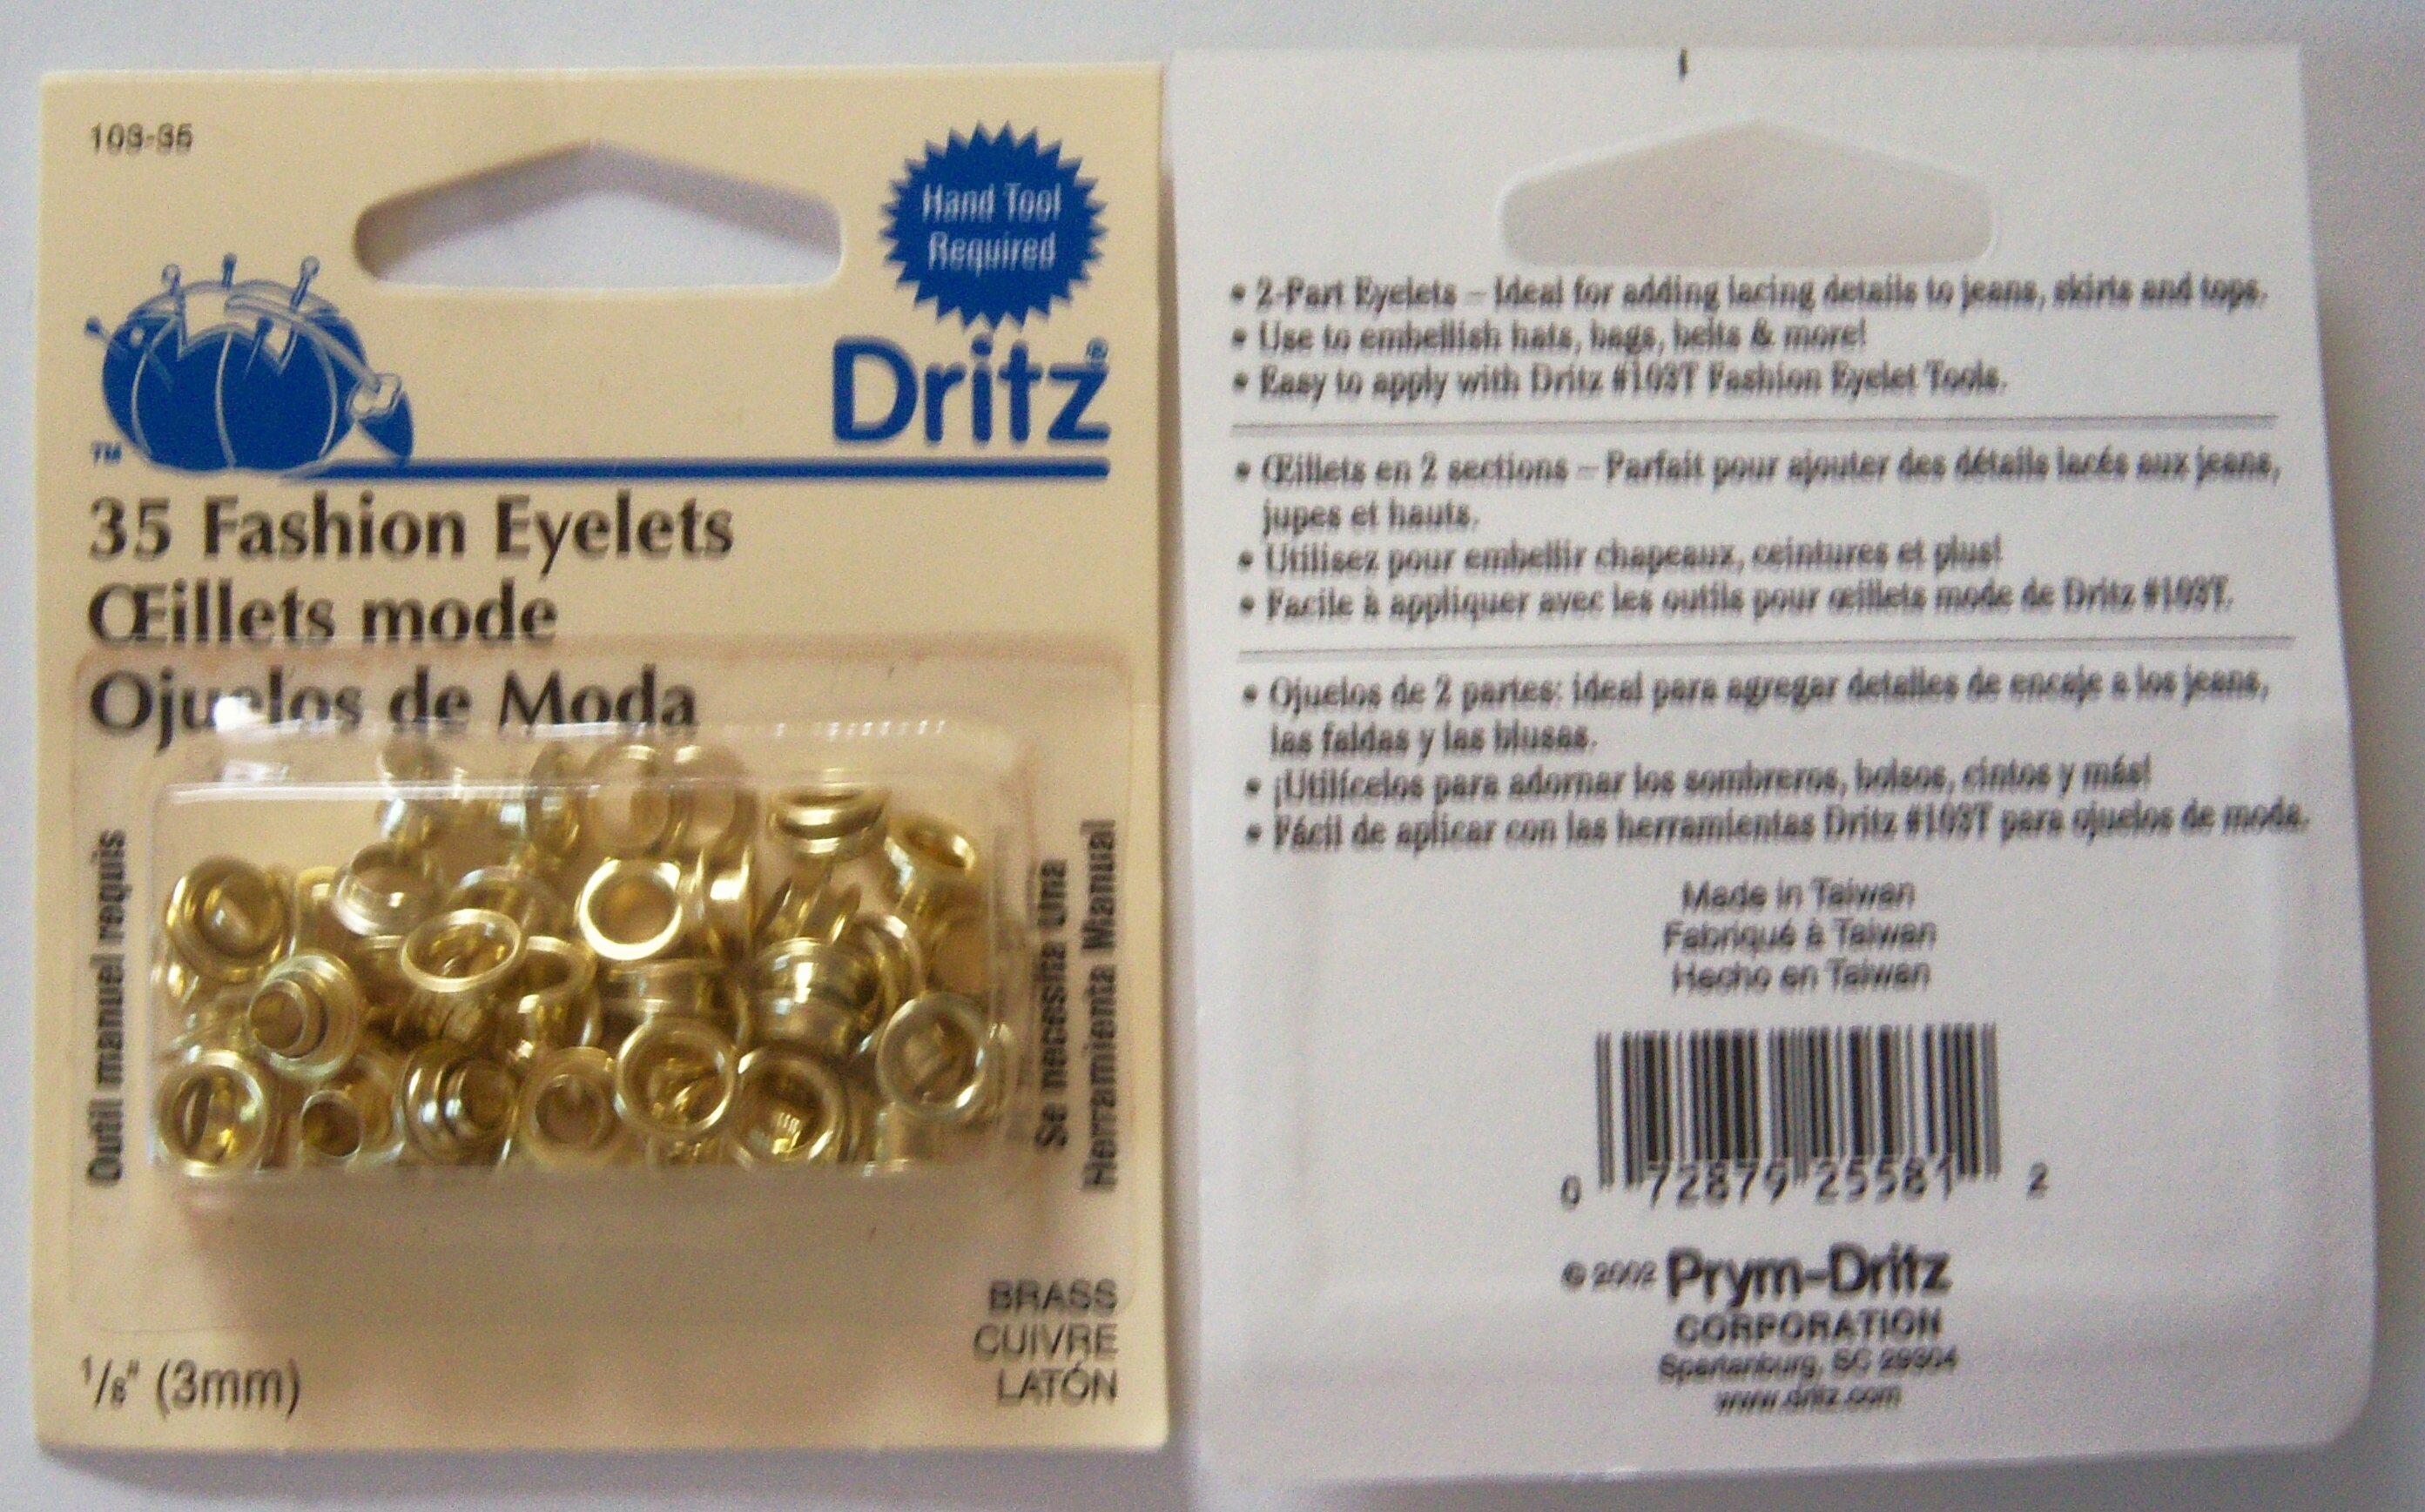 103-35
Hand Tool
Required
Dritz®
TM
35 Fashion Eyelets
Œillets mode
Ojuelos de Moda
Outil manuel requis
Se necesita Una
Herramienta Manual
BRASS
CUIVRE
LATÓN
1/8" (3mm)
• 2-Part Eyelets – Ideal for adding lacing details to jeans, skirts and tops.
• Use to embellish hats, bags, belts & more!
• Easy to apply with Dritz #103T Fashion Eyelet Tools.
• Œillets en 2 sections – Parfait pour ajouter des détails lacés aux jeans,
jupes et hauts.
• Utilisez pour embellir chapeaux, ceintures et plus!
• Facile à appliquer avec les outils pour œillets mode de Dritz #103T.
• Ojuelos de 2 partes: ideal para agregar detalles de encaje a los jeans,
las faldas y las blusas.
• ¡Utilícelos para adornar los sombreros, bolsos, cintos y más!
• Fácil de aplicar con las herramientas Dritz #103T para ojuelos de moda.
Made in Taiwan
Fabriqué à Taiwan
Hecho en Taiwan
0 72879 25581 2
© 2002 Prym-Dritz
CORPORATION
Spartanburg, SC 29304
www.dritz.com